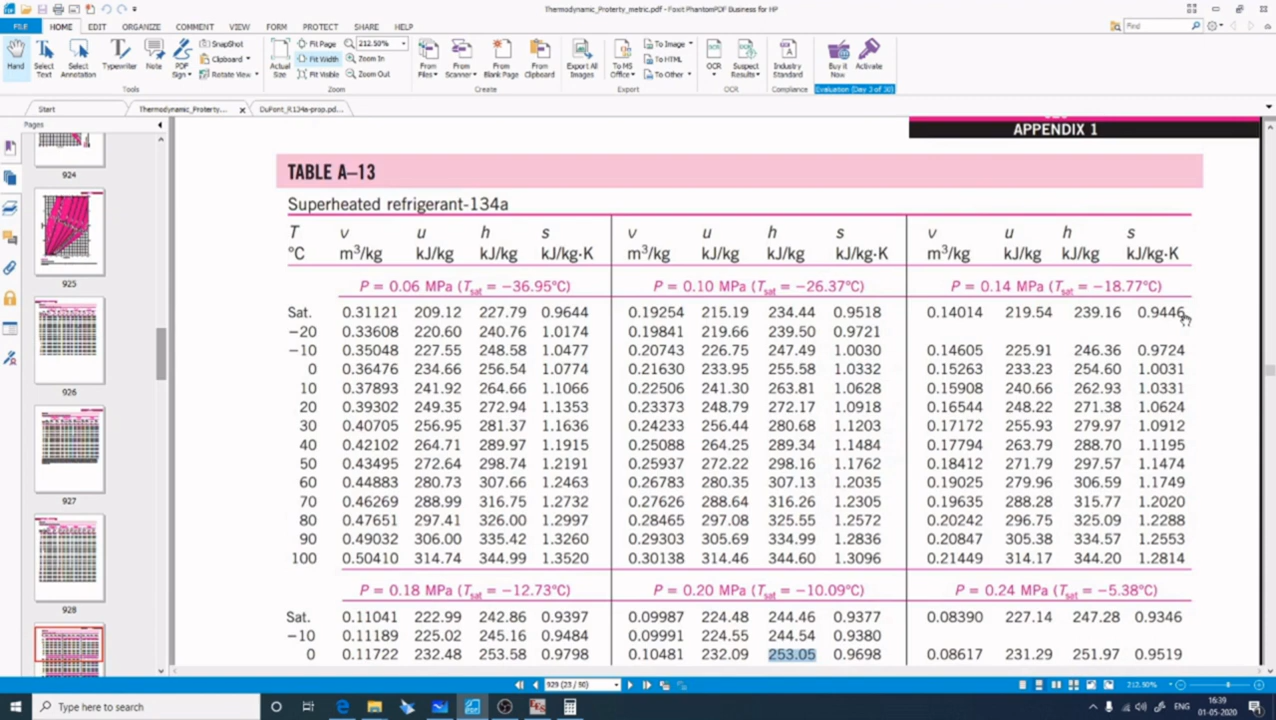 Thermodynamic_Proterty_metric.pdf - Foxit PhantomPDF Business for HP
FILE HOME EDIT ORGANIZE COMMENT VIEW FORM PROTECT SHARE HELP
Find
Hand
Select Text
Select Annotation
Typewriter
Note
PDF Sign
SnapShot
Clipboard
Rotate View
Tools
Actual Size
Fit Page
Fit Width
Fit Visible
212.50%
Zoom In
Zoom Out
Zoom
From Files
From Scanner
From Blank Page
From Clipboard
Create
Export All Images
To MS Office
To Image
To HTML
To Other
Export
OCR
Suspect Results
OCR
Industry Standard
Compliance
Buy it Now
Activate
Evaluation (Day 3 of 30)
Start Thermodynamic_Proterty... DuPont_R134a-prop.pd...
Pages
924
925
926
927
928
APPENDIX 1
TABLE A–13
Superheated refrigerant-134a
T v u h s v u h s v u h s
°C m³/kg kJ/kg kJ/kg kJ/kg·K m³/kg kJ/kg kJ/kg kJ/kg·K m³/kg kJ/kg kJ/kg kJ/kg·K
P = 0.06 MPa (Tsat = −36.95°C) P = 0.10 MPa (Tsat = −26.37°C) P = 0.14 MPa (Tsat = −18.77°C)
Sat. 0.31121 209.12 227.79 0.9644 0.19254 215.19 234.44 0.9518 0.14014 219.54 239.16 0.9446
−20 0.33608 220.60 240.76 1.0174 0.19841 219.66 239.50 0.9721
−10 0.35048 227.55 248.58 1.0477 0.20743 226.75 247.49 1.0030 0.14605 225.91 246.36 0.9724
0 0.36476 234.66 256.54 1.0774 0.21630 233.95 255.58 1.0332 0.15263 233.23 254.60 1.0031
10 0.37893 241.92 264.66 1.1066 0.22506 241.30 263.81 1.0628 0.15908 240.66 262.93 1.0331
20 0.39302 249.35 272.94 1.1353 0.23373 248.79 272.17 1.0918 0.16544 248.22 271.38 1.0624
30 0.40705 256.95 281.37 1.1636 0.24233 256.44 280.68 1.1203 0.17172 255.93 279.97 1.0912
40 0.42102 264.71 289.97 1.1915 0.25088 264.25 289.34 1.1484 0.17794 263.79 288.70 1.1195
50 0.43495 272.64 298.74 1.2191 0.25937 272.22 298.16 1.1762 0.18412 271.79 297.57 1.1474
60 0.44883 280.73 307.66 1.2463 0.26783 280.35 307.13 1.2035 0.19025 279.96 306.59 1.1749
70 0.46269 288.99 316.75 1.2732 0.27626 288.64 316.26 1.2305 0.19635 288.28 315.77 1.2020
80 0.47651 297.41 326.00 1.2997 0.28465 297.08 325.55 1.2572 0.20242 296.75 325.09 1.2288
90 0.49032 306.00 335.42 1.3260 0.29303 305.69 334.99 1.2836 0.20847 305.38 334.57 1.2553
100 0.50410 314.74 344.99 1.3520 0.30138 314.46 344.60 1.3096 0.21449 314.17 344.20 1.2814
P = 0.18 MPa (Tsat = −12.73°C) P = 0.20 MPa (Tsat = −10.09°C) P = 0.24 MPa (Tsat = −5.38°C)
Sat. 0.11041 222.99 242.86 0.9397 0.09987 224.48 244.46 0.9377 0.08390 227.14 247.28 0.9346
−10 0.11189 225.02 245.16 0.9484 0.09991 224.55 244.54 0.9380
0 0.11722 232.48 253.58 0.9798 0.10481 232.09 253.05 0.9698 0.08617 231.29 251.97 0.9519
929 (23 / 50)
212.50%
Type here to search
ENG
16:39
01-05-2020